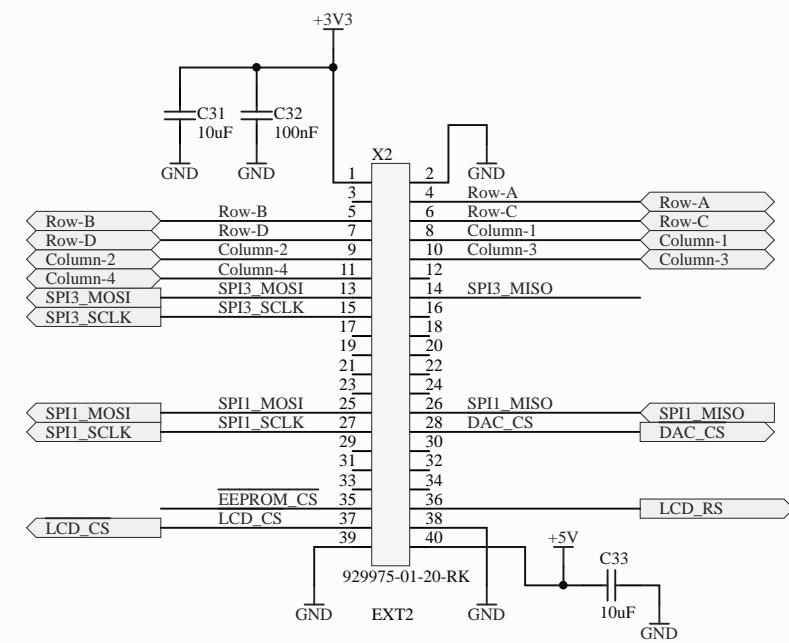 +3V3
C31
10uF
C32
100nF
GND
GND
GND
X2
1 2
3 4 Row-A Row-A
Row-B Row-B 5 6 Row-C Row-C
Row-D Row-D 7 8 Column-1 Column-1
Column-2 Column-2 9 10 Column-3 Column-3
Column-4 Column-4 11 12
SPI3_MOSI SPI3_MOSI 13 14 SPI3_MISO
SPI3_SCLK SPI3_SCLK 15 16
17 18
19 20
21 22
23 24
SPI1_MOSI SPI1_MOSI 25 26 SPI1_MISO SPI1_MISO
SPI1_SCLK SPI1_SCLK 27 28 DAC_CS DAC_CS
29 30
31 32
33 34
EEPROM_CS 35 36 LCD_RS
LCD_CS LCD_CS 37 38
39 40
+5V
C33
10uF
GND
929975-01-20-RK
GND
EXT2
GND